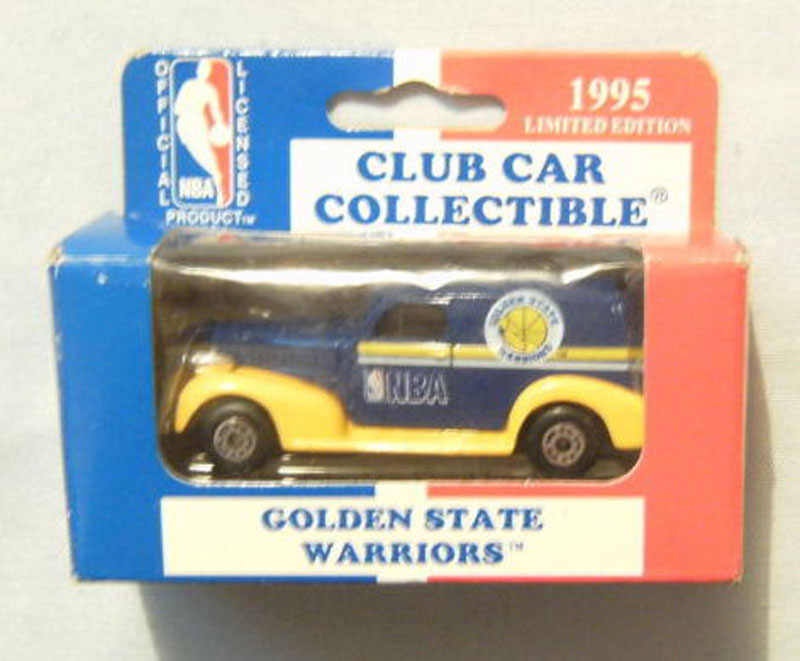 OFFICIAL
LICENSED
NBA
PRODUCT™
1995
LIMITED EDITION
CLUB CAR
COLLECTIBLE®
GOLDEN STATE
WARRIORS
NBA
GOLDEN STATE
WARRIORS™